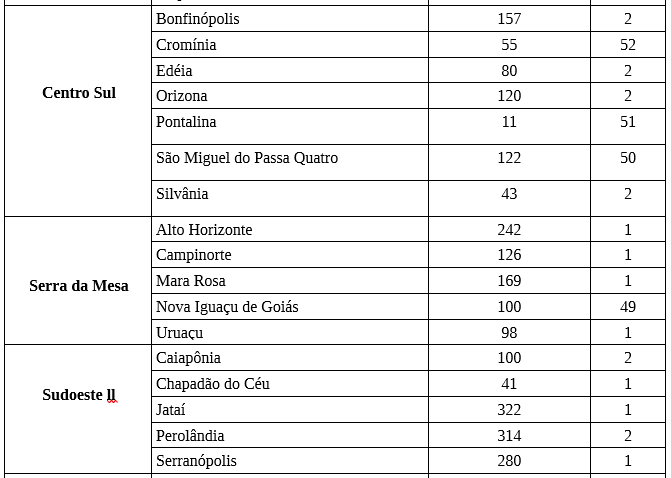 Bonfinópolis 157 2
Cromínia 55 52
Edéia 80 2
Centro Sul
Orizona 120 2
Pontalina 11 51
São Miguel do Passa Quatro 122 50
Silvânia 43 2
Alto Horizonte 242 1
Campinorte 126 1
Serra da Mesa
Mara Rosa 169 1
Nova Iguaçu de Goiás 100 49
Uruaçu 98 1
Caiapônia 100 2
Chapadão do Céu 41 1
Sudoeste ll
Jataí 322 1
Perolândia 314 2
Serranópolis 280 1